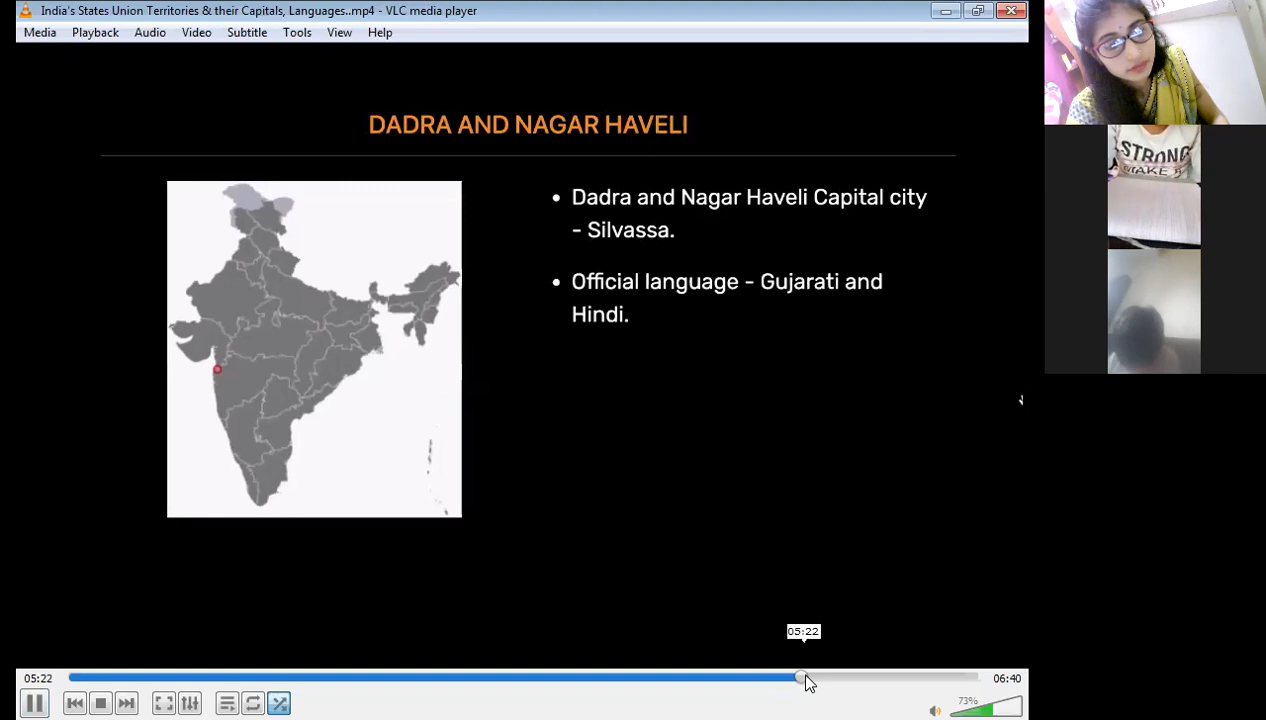 India's States Union Territories & their Capitals, Languages..mp4 - VLC media player
Media Playback Audio Video Subtitle Tools View Help
DADRA AND NAGAR HAVELI
• Dadra and Nagar Haveli Capital city
- Silvassa.
• Official language - Gujarati and
Hindi.
STRONG
MAKE
05:22
05:22
06:40
73%